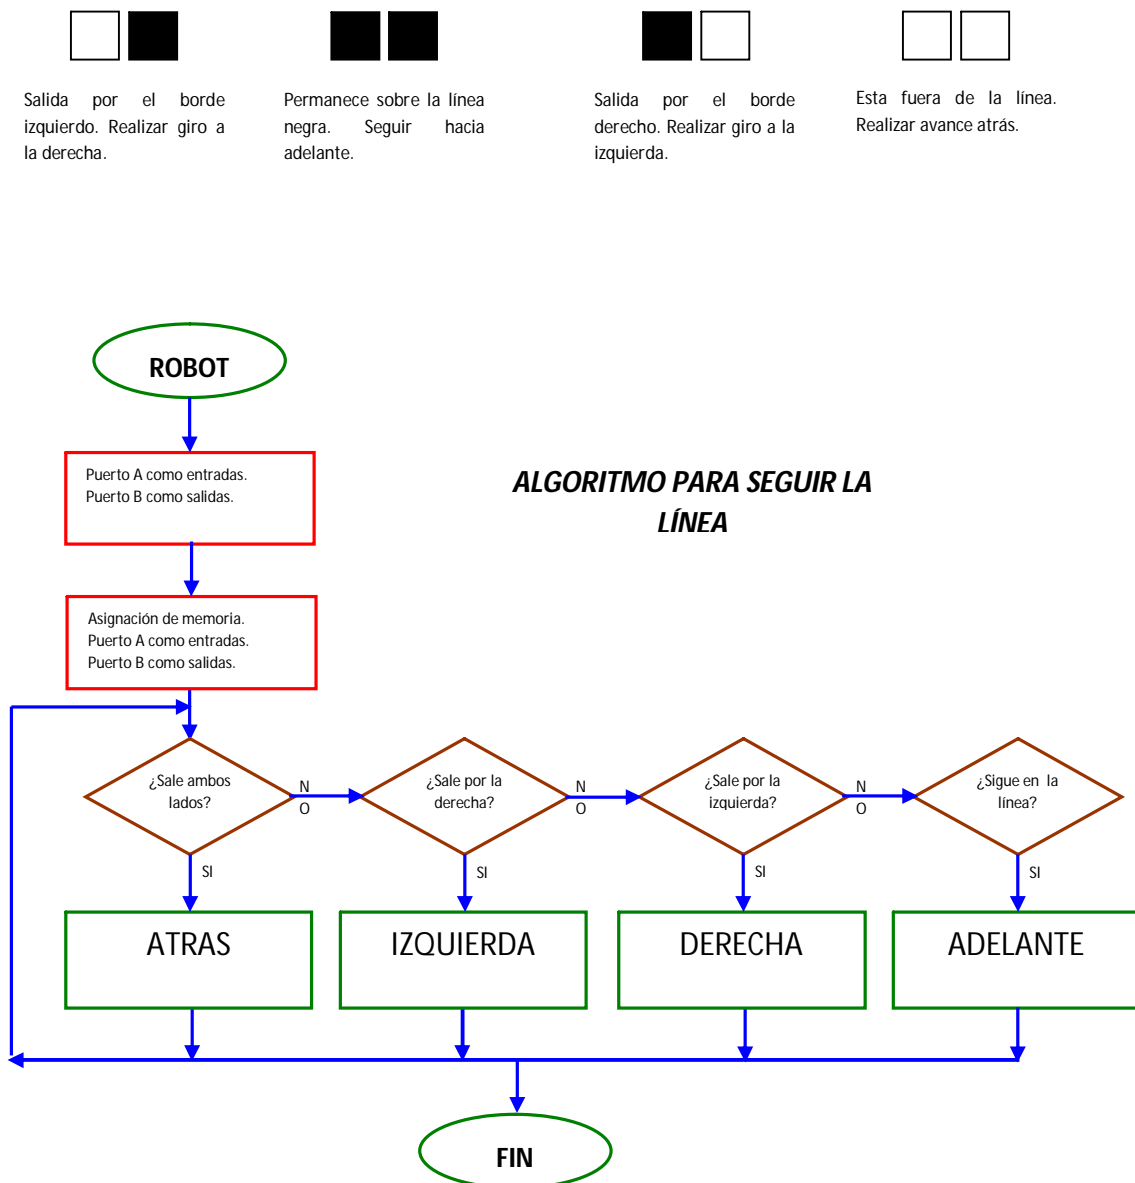 Salida por el borde
izquierdo. Realizar giro a
la derecha.
Permanece sobre la línea
negra. Seguir hacia
adelante.
Salida por el borde
derecho. Realizar giro a la
izquierda.
Esta fuera de la línea.
Realizar avance atrás.
ROBOT
Puerto A como entradas.
Puerto B como salidas.
ALGORITMO PARA SEGUIR LA
LÍNEA
Asignación de memoria.
Puerto A como entradas.
Puerto B como salidas.
¿Sale ambos
lados?
N
O
¿Sale por la
derecha?
N
O
¿Sale por la
izquierda?
N
O
¿Sigue en la
línea?
SI
SI
SI
SI
ATRAS
IZQUIERDA
DERECHA
ADELANTE
FIN